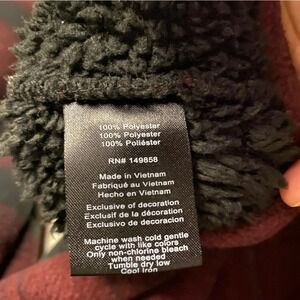 100% Polyester
100% Polyester
100% Poliéster
RN# 149858
Made in Vietnam
Fabriqué au Vietnam
Hecho en Vietnam
Exclusive of decoration
Exclusif de la décoration
Exclusivo de decoración
Machine wash cold gentle
cycle with like colors
Only non-chlorine bleach
when needed
Tumble dry low
Cool Iron